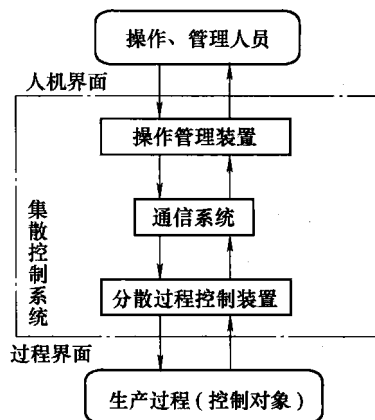 操作、管理人员
人机界面
操作管理装置
通信系统
集散控制系统
分散过程控制装置
过程界面
生产过程(控制对象)